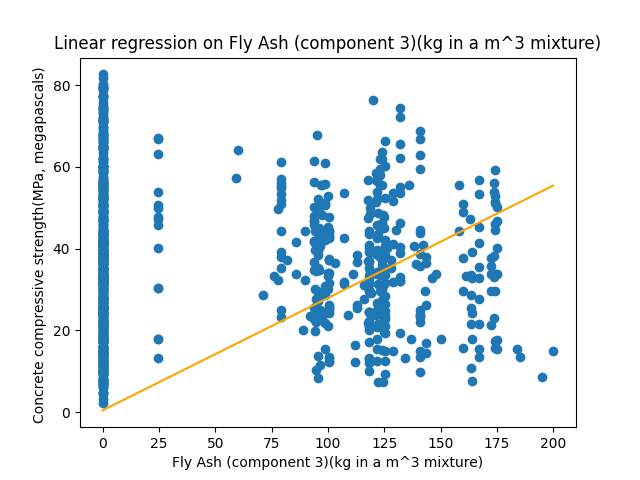 Linear regression on Fly Ash (component 3)(kg in a m^3 mixture)
Concrete compressive strength(MPa, megapascals)
80
60
40
20
0
0 25 50 75 100 125 150 175 200
Fly Ash (component 3)(kg in a m^3 mixture)